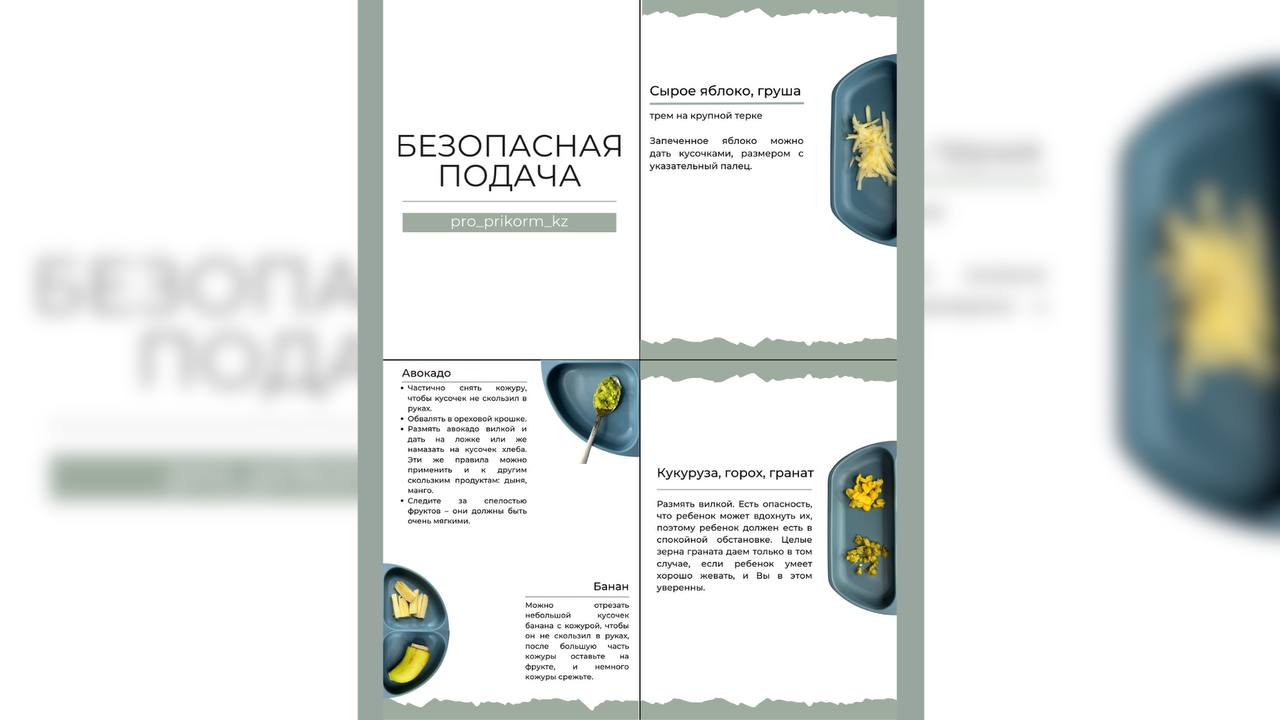 БЕЗОПАСНАЯ
ПОДАЧА
pro_prikorm_kz
Сырое яблоко, груша
трем на крупной терке
Запеченное яблоко можно
дать кусочками, размером с
указательный палец.
Авокадо
• Частично снять кожуру,
чтобы кусочек не скользил в
руках.
• Обвалять в ореховой крошке.
• Размять авокадо вилкой и
дать на ложке или же
намазать на кусочек хлеба.
Эти же правила можно
применить и к другим
скользким продуктам: дыня,
манго.
• Следите за спелостью
фруктов – они должны быть
очень мягкими.
Банан
Можно отрезать
небольшой кусочек
банана с кожурой, чтобы
он не скользил в руках,
после большую часть
кожуры оставьте на
фрукте, и немного
кожуры срежьте.
Кукуруза, горох, гранат
Размять вилкой. Есть опасность,
что ребенок может вдохнуть их,
поэтому ребенок должен есть в
спокойной обстановке. Целые
зерна граната даем только в том
случае, если ребенок умеет
хорошо жевать, и Вы в этом
уверенны.